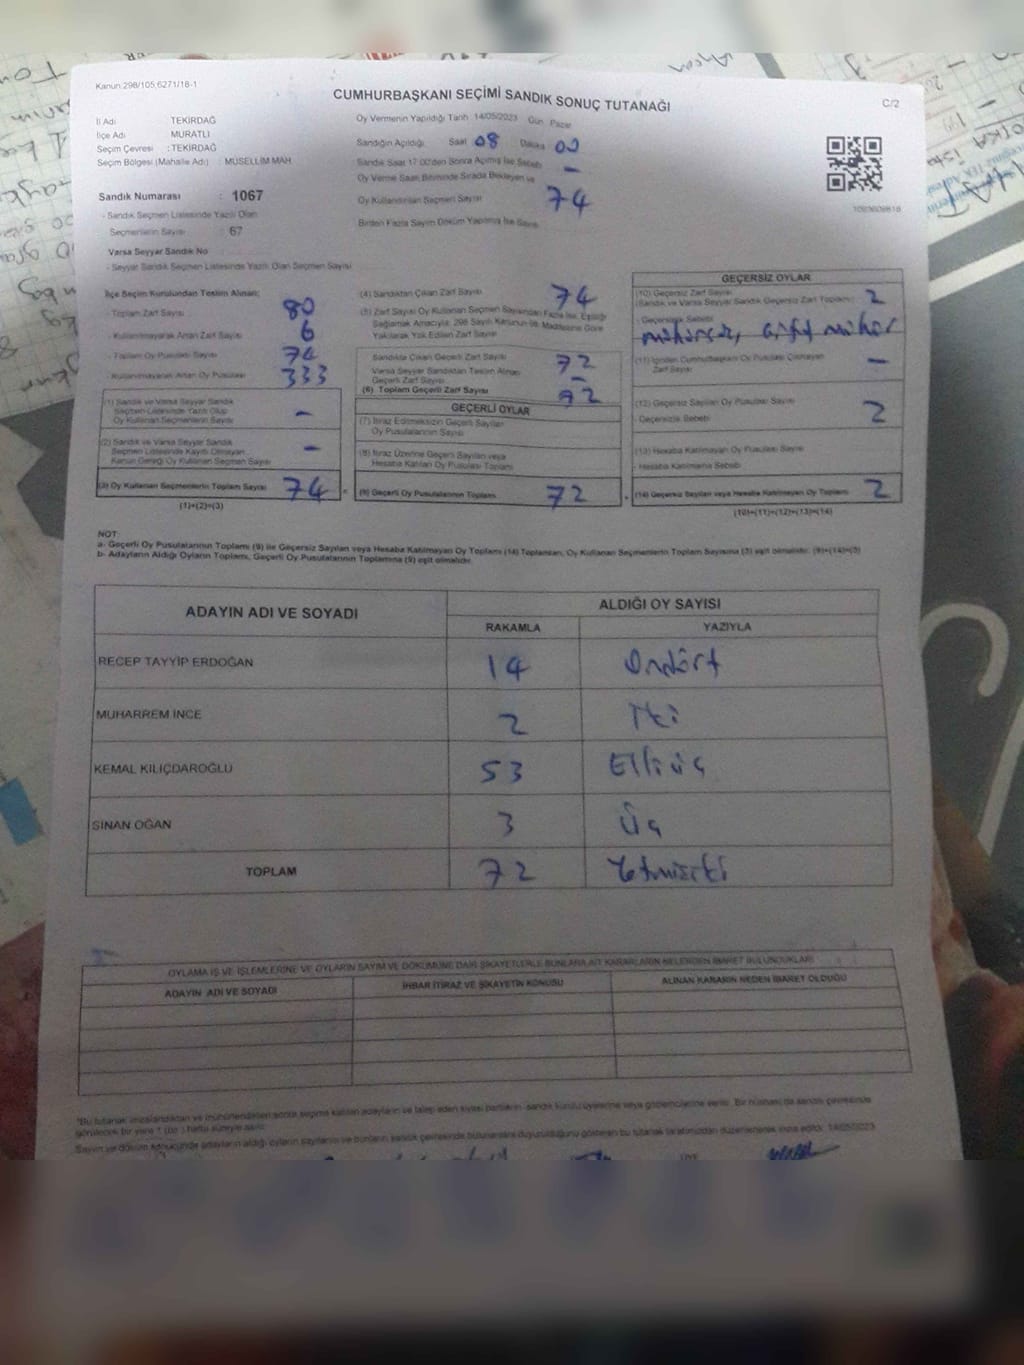 Kanun:298/105,6271/18-1
CUMHURBAŞKANI SEÇİMİ SANDIK SONUÇ TUTANAĞI
C/2
İl Adı TEKİRDAĞ
İlçe Adı MURATLI
Seçim Çevresi : TEKİRDAĞ
Seçim Bölgesi (Mahalle Adı) : MUSELLİM MAH.
Sandık Numarası : 1067
- Sandık Seçmen Listesinde Yazılı Olan
Seçmenlerin Sayısı : 67
Varsa Seyyar Sandık No
- Seyyar Sandık Seçmen Listesinde Yazılı Olan Seçmen Sayısı
Oy Vermenin Yapıldığı Tarih 14/05/2023 Gün Pazar
Sandığın Açıldığı Saat 08 Dakika 00
Sandık Saat 17.00'den Sonra Açılmış İse Sebebi –
Oy Verme Saati Bitiminde Sırada Bekleyen ve
Oy Kullandırılan Seçmen Sayısı 74
Birden Fazla Sayım Döküm Yapılmış İse Sayısı
İlçe Seçim Kurulundan Teslim Alınan;
- Toplam Zarf Sayısı 80
- Kullanılmayarak Artan Zarf Sayısı 6
- Toplam Oy Pusulası Sayısı 74
- Kullanılmayarak Artan Oy Pusulası 333
(1) Sandık ve Varsa Seyyar Sandık
Seçmen Listesinde Yazılı Olup
Oy Kullanan Seçmenlerin Sayısı –
(2) Sandık ve Varsa Seyyar Sandık
Seçmen Listesinde Kayıtlı Olmayan
Kanun Gereği Oy Kullanan Seçmen Sayısı –
(3) Oy Kullanan Seçmenlerin Toplam Sayısı 74
(1)+(2)=(3)
(4) Sandıktan Çıkan Zarf Sayısı 74
(5) Zarf Sayısı Oy Kullanan Seçmen Sayısından Fazla İse, Eşitliği
Sağlamak Amacıyla, 298 Sayılı Kanunun 98. Maddesine Göre
Yakılarak Yok Edilen Zarf Sayısı
Sandıkta Çıkan Geçerli Zarf Sayısı 72
Varsa Seyyar Sandıktan Teslim Alınan
Geçerli Zarf Sayısı –
(6) Toplam Geçerli Zarf Sayısı 72
GEÇERLİ OYLAR
(7) İtiraz Edilmeksizin Geçerli Sayılan
Oy Pusulalarının Sayısı
(8) İtiraz Üzerine Geçerli Sayılan veya
Hesaba Katılan Oy Pusulası Toplamı
(9) Geçerli Oy Pusulalarının Toplamı 72
GEÇERSİZ OYLAR
(10) Geçersiz Zarf Sayısı
(Sandık ve Varsa Seyyar Sandık Geçersiz Zarf Toplamı) 2
- Geçersizlik Sebebi
mühürsüz, çift mühür
(11) İçinden Cumhurbaşkanı Oy Pusulası Çıkmayan
Zarf Sayısı –
(12) Geçersiz Sayılan Oy Pusulası Sayısı 2
- Geçersizlik Sebebi
(13) Hesaba Katılmayan Oy Pusulası Sayısı
- Hesaba Katılmama Sebebi
(14) Geçersiz Sayılan veya Hesaba Katılmayan Oy Toplamı 2
(10)+(11)+(12)+(13)=(14)
NOT:
a- Geçerli Oy Pusulalarının Toplamı (9) ile Geçersiz Sayılan veya Hesaba Katılmayan Oy Toplamı (14) Toplamları, Oy Kullanan Seçmenlerin Toplam Sayısına (3) eşit olmalıdır. (9)+(14)=(3)
b- Adayların Aldığı Oyların Toplamı, Geçerli Oy Pusulalarının Toplamına (9) eşit olmalıdır.
ADAYIN ADI VE SOYADI ALDIĞI OY SAYISI
RAKAMLA YAZIYLA
RECEP TAYYİP ERDOĞAN 14 Ondört
MUHARREM İNCE 2 İki
KEMAL KILIÇDAROĞLU 53 Elliüç
SİNAN OĞAN 3 Üç
TOPLAM 72 Yetmişiki
OYLAMA İŞ VE İŞLEMLERİNE VE OYLARIN SAYIM VE DÖKÜMÜNE DAİR ŞİKAYETLERLE BUNLARA AİT KARARLARIN NELERDEN İBARET BULUNDUKLARI
ADAYIN ADI VE SOYADI İHBAR İTİRAZ VE ŞİKAYETİN KONUSU ALINAN KARARIN NEDEN İBARET OLDUĞU
ÜYE